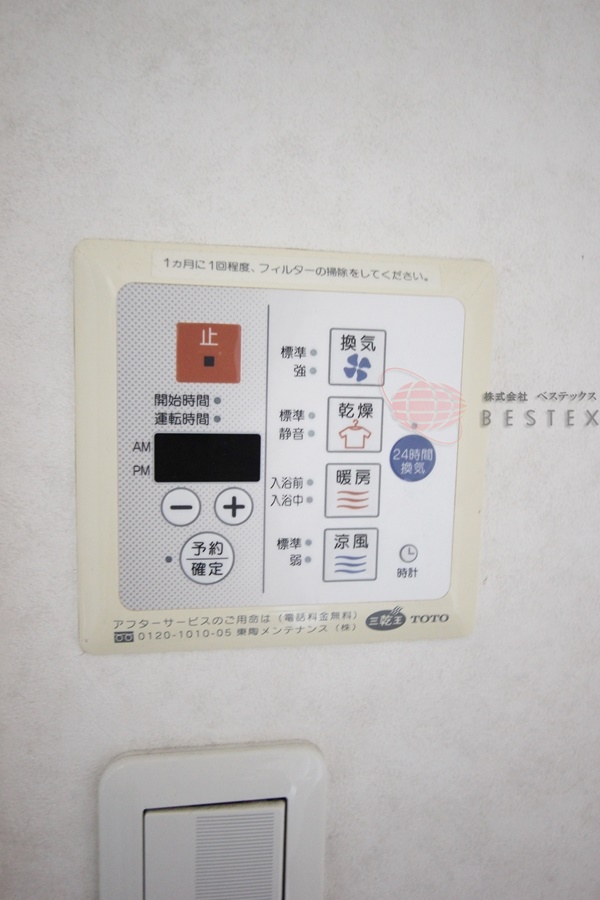 1ヵ月に1回程度、フィルターの掃除をしてください。
止
開始時間
運転時間
AM
PM
予約
確定
標準
強
換気
標準
静音
乾燥
24時間
換気
入浴前
入浴中
暖房
標準
弱
涼風
時計
アフターサービスのご用命は(電話料金無料)
0120-1010-05 東陶メンテナンス(株)
三乾王 TOTO
株式会社 ベステックス
BESTEX